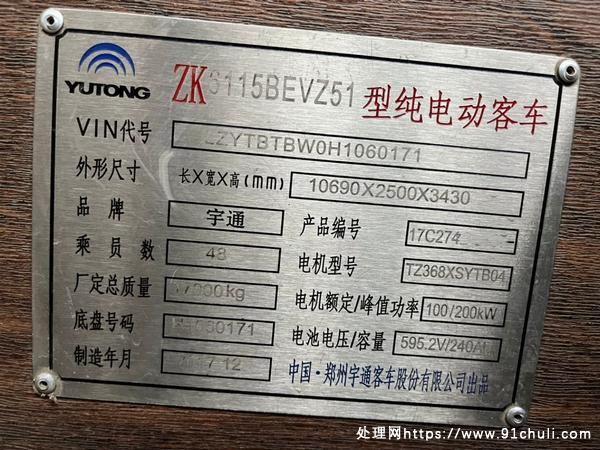 YUTONG
ZK6115BEVZ51 型纯电动客车
VIN代号 LZYTBTBW0H1060171
外形尺寸 长X宽X高(mm) 10690X2500X3430
品牌 宇通 产品编号 17C274
乘员数 48 电机型号 TZ368XSYTB04
厂定总质量 17000kg 电机额定/峰值功率 100/200kW
底盘号码 H1060171 电池电压/容量 595.2V/240Ah
制造年月 2017-12 中国·郑州宇通客车股份有限公司出品
处理网https://www.91chuli.com/